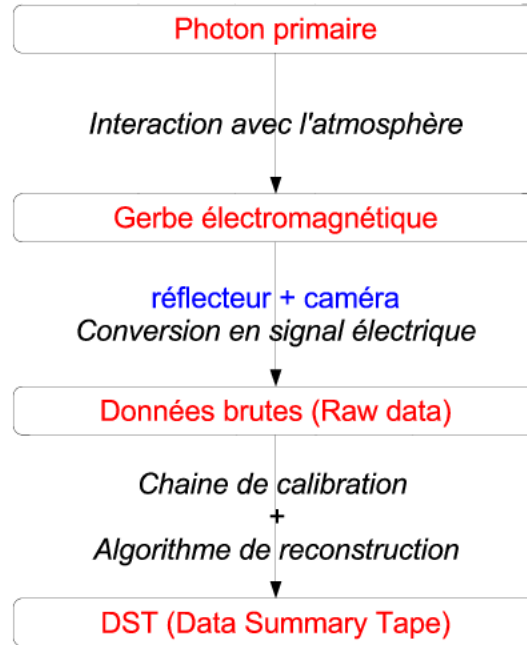 Photon primaire
Interaction avec l'atmosphère
Gerbe électromagnétique
réflecteur + caméra
Conversion en signal électrique
Données brutes (Raw data)
Chaine de calibration
+
Algorithme de reconstruction
DST (Data Summary Tape)